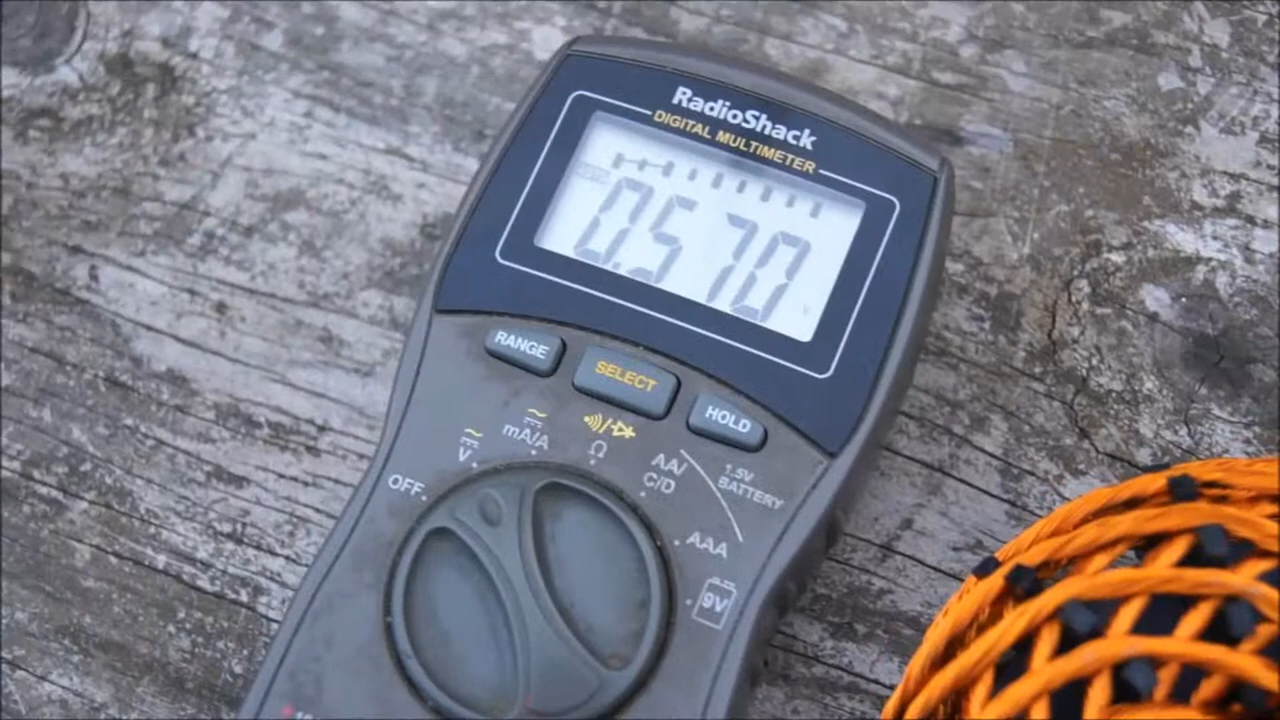 RadioShack
DIGITAL MULTIMETER
0.570
RANGE
SELECT
HOLD
OFF
V
mA/A
Ω
AA/
C/D
1.5V
BATTERY
AAA
9V